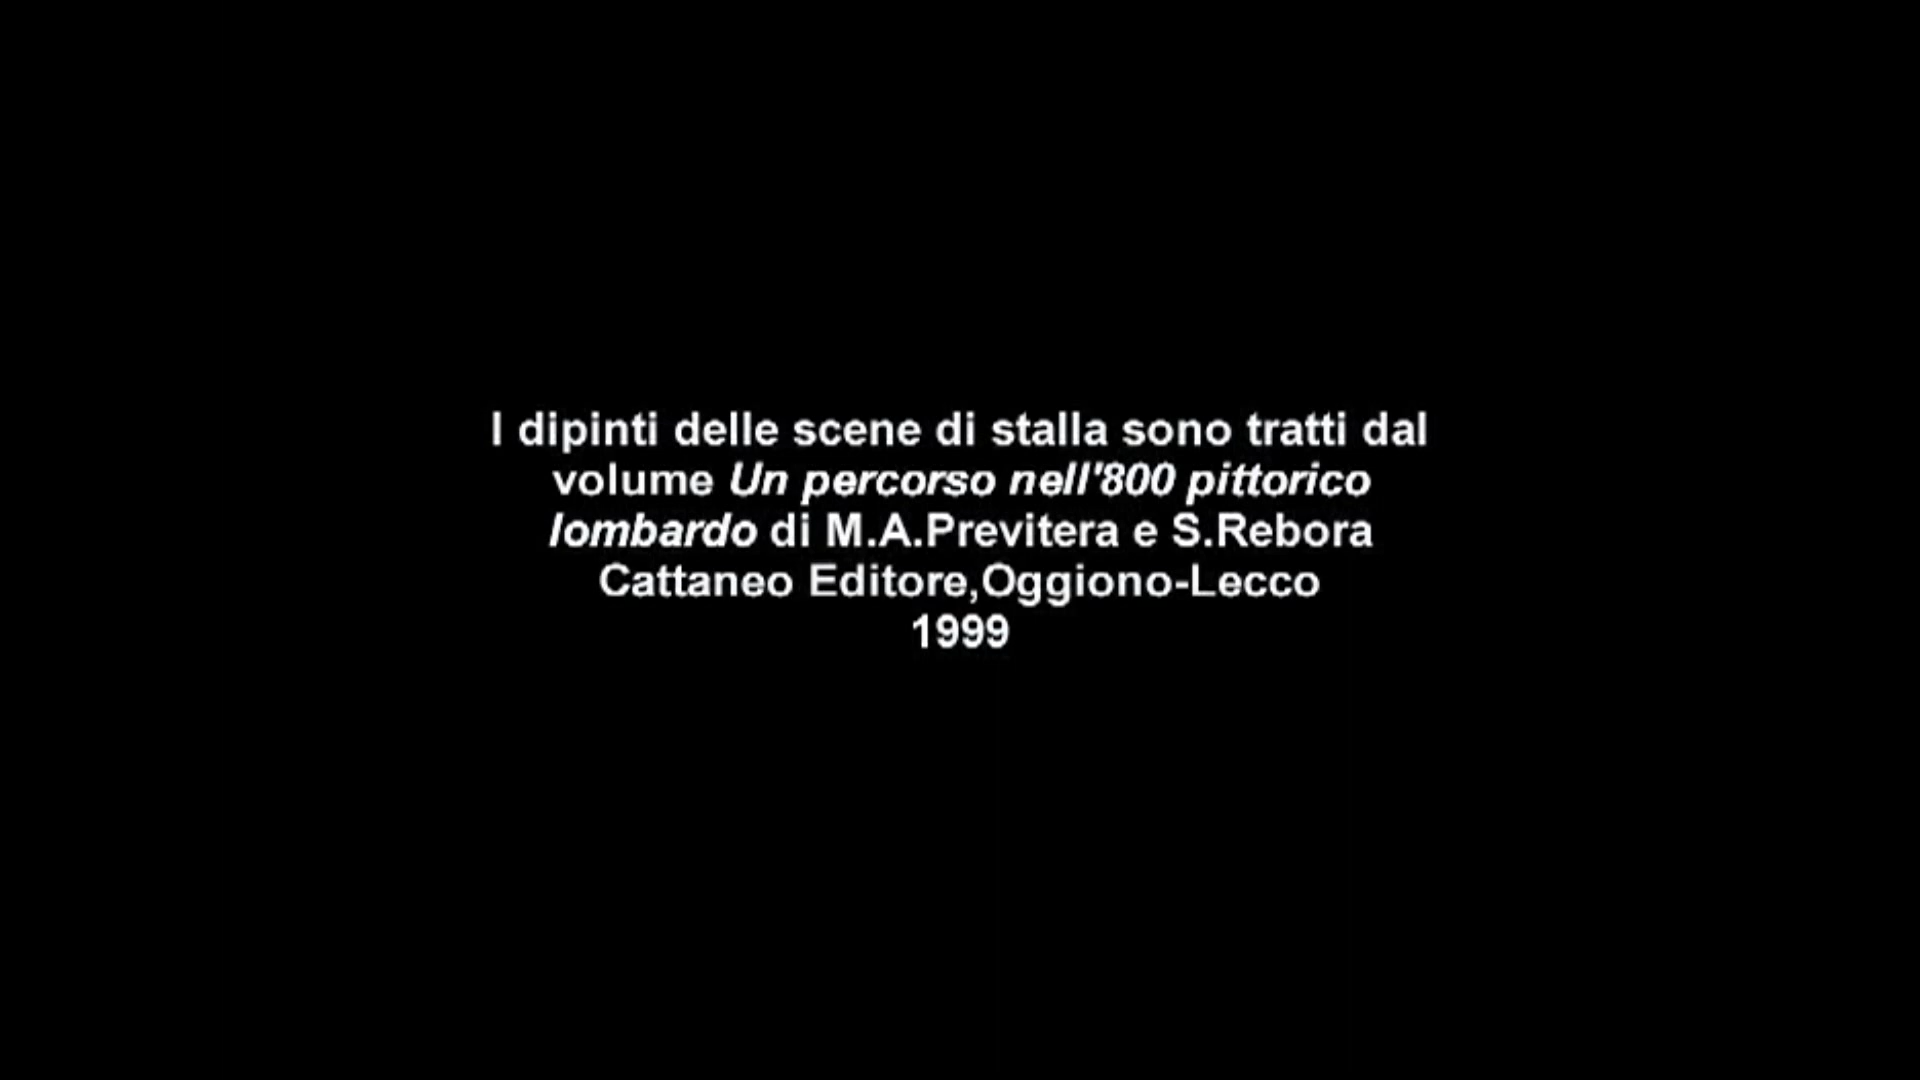 I dipinti delle scene di stalla sono tratti dal
volume Un percorso nell'800 pittorico
lombardo di M.A.Previtera e S.Rebora
Cattaneo Editore,Oggiono-Lecco
1999